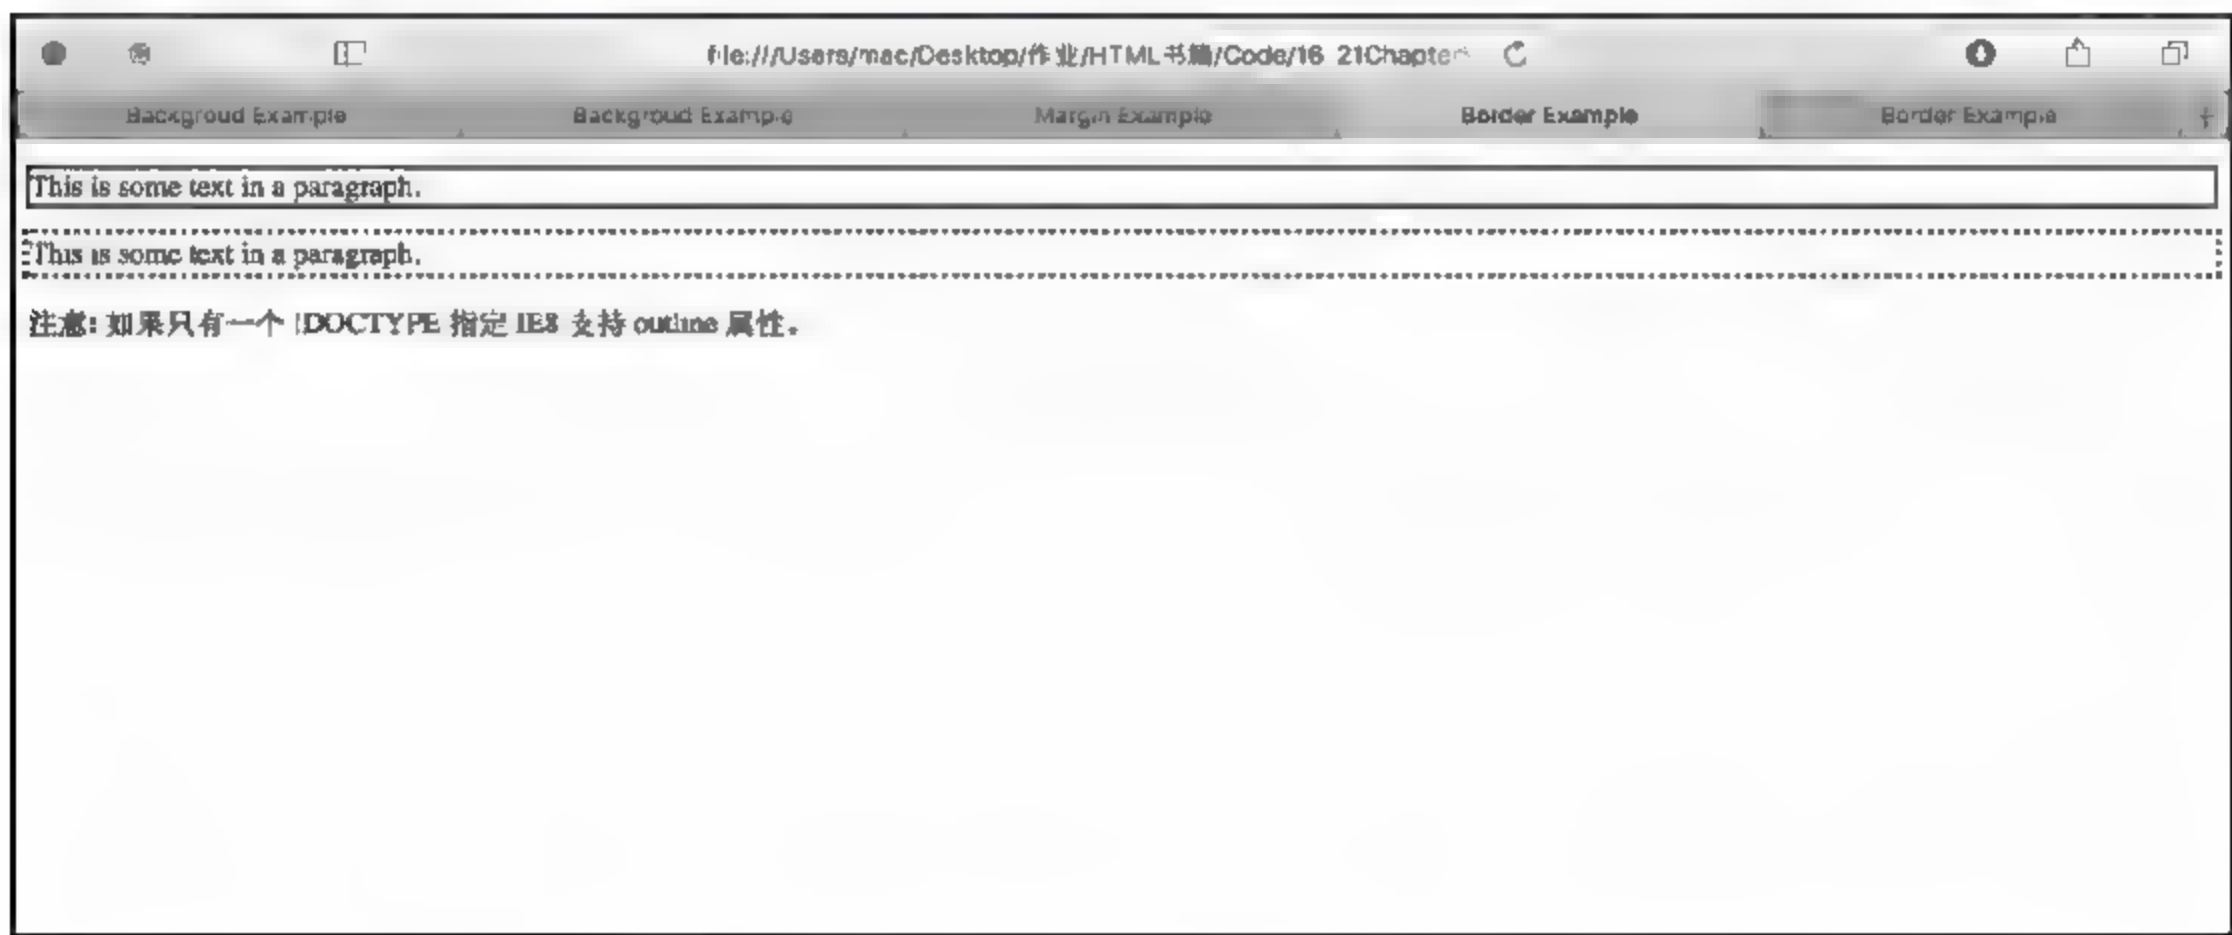 file:///Users/mac/Desktop/作业/HTML书籍/Code/16_21Chapter
Backgroud Example
Backgroud Example
Margin Example
Border Example
Border Example
This is some text in a paragraph.
This is some text in a paragraph.
注意: 如果只有一个 !DOCTYPE 指定 IE8 支持 outline 属性。